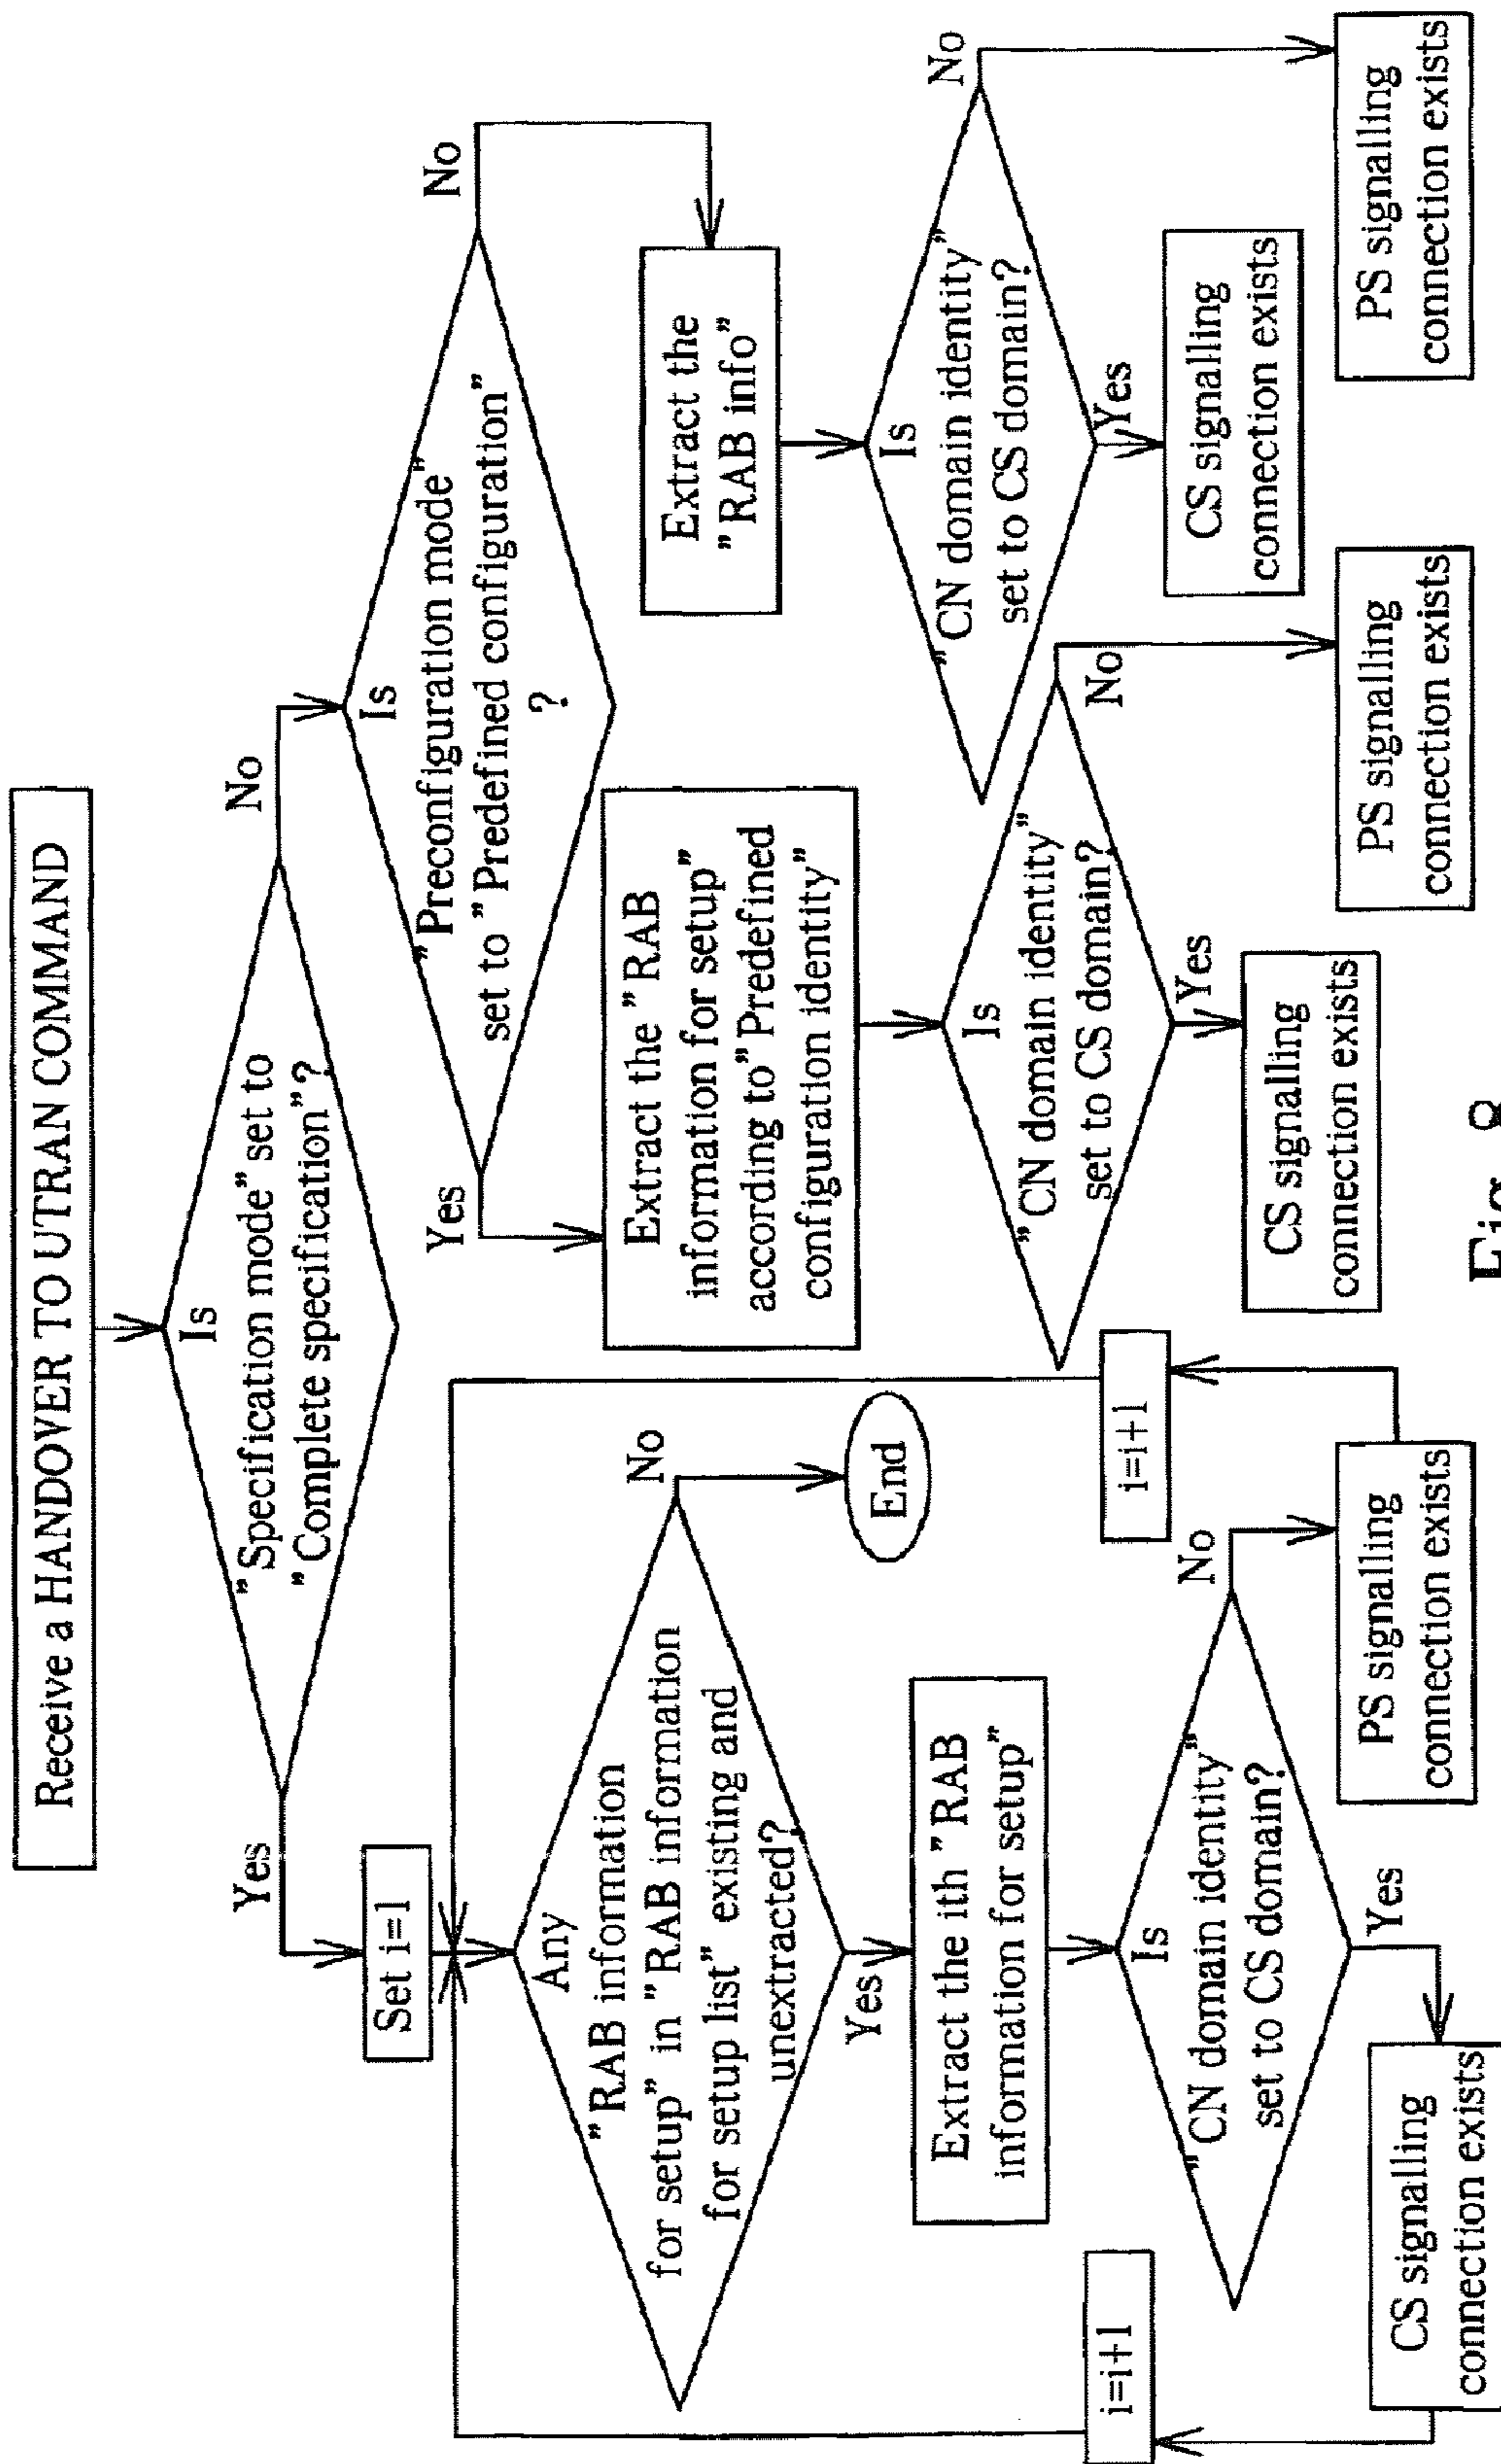 Receive a HANDOVER TO UTRAN COMMAND
Is
"Specification mode" set to
"Complete specification"?
Yes
No
Set i=1
Any
"RAB information
for setup" in "RAB information
for setup list" existing and
unextracted?
No
End
Yes
Extract the ith "RAB
information for setup"
Is
"CN domain identity"
set to CS domain?
No
Yes
CS signalling
connection exists
i=i+1
PS signalling
connection exists
i=i+1
Is
"Preconfiguration mode"
set to "Predefined configuration"
?
Yes
No
Extract the "RAB
information for setup"
according to "Predefined
configuration identity"
Is
"CN domain identity"
set to CS domain?
Yes
No
CS signalling
connection exists
PS signalling
connection exists
Extract the
"RAB info"
Is
"CN domain identity"
set to CS domain?
Yes
No
CS signalling
connection exists
PS signalling
connection exists
Fig. 8